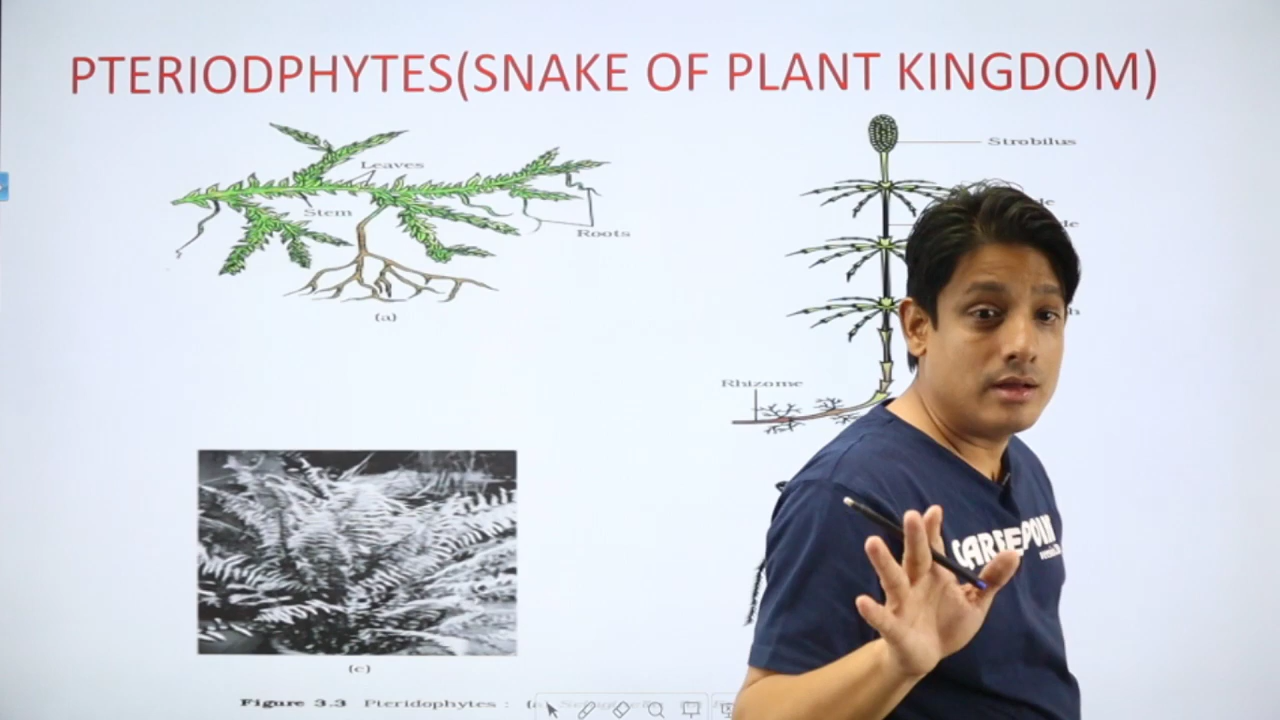 PTERIODPHYTES(SNAKE OF PLANT KINGDOM)
Strobilus
Leaves
Stem
Roots
(a)
Rhizome
(c)
Figure 3.3 Pteridophytes :